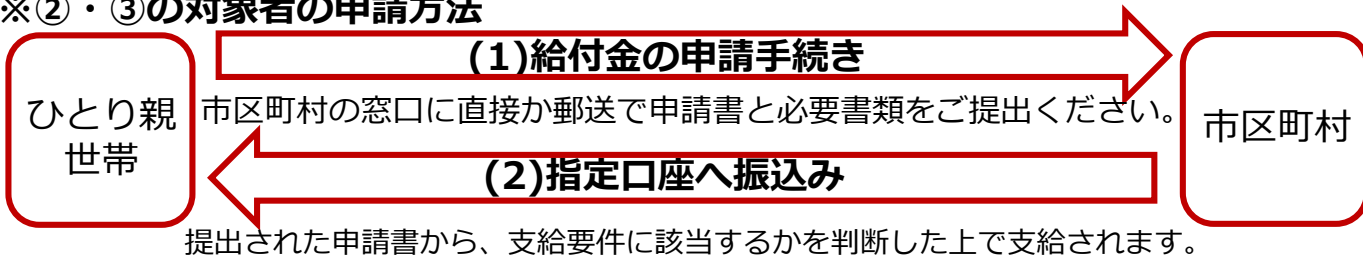 ※②・③の対象者の申請方法
(1)給付金の申請手続き
ひとり親
世帯
市区町村の窓口に直接か郵送で申請書と必要書類をご提出ください。
市区町村
(2)指定口座へ振込み
提出された申請書から、支給要件に該当するかを判断した上で支給されます。